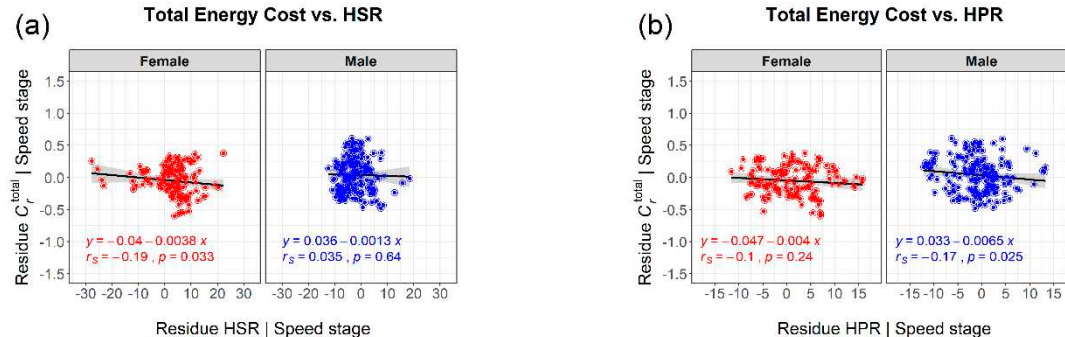 Total Energy Cost vs. HSR
(a)
Female Male
Residue C_r^total | Speed stage
1.5
1.0
0.5
0.0
-0.5
-1.0
-1.5
y = −0.04 − 0.0038 x
r_S = −0.19 , p = 0.033
y = 0.036 − 0.0013 x
r_S = 0.035 , p = 0.64
-30 -20 -10 0 10 20 30 -30 -20 -10 0 10 20 30
Residue HSR | Speed stage
Total Energy Cost vs. HPR
(b)
Female Male
Residue C_r^total | Speed stage
1.5
1.0
0.5
0.0
-0.5
-1.0
-1.5
y = −0.047 − 0.004 x
r_S = −0.1 , p = 0.24
y = 0.033 − 0.0065 x
r_S = −0.17 , p = 0.025
-15 -10 -5 0 5 10 15 -15 -10 -5 0 5 10 15
Residue HPR | Speed stage